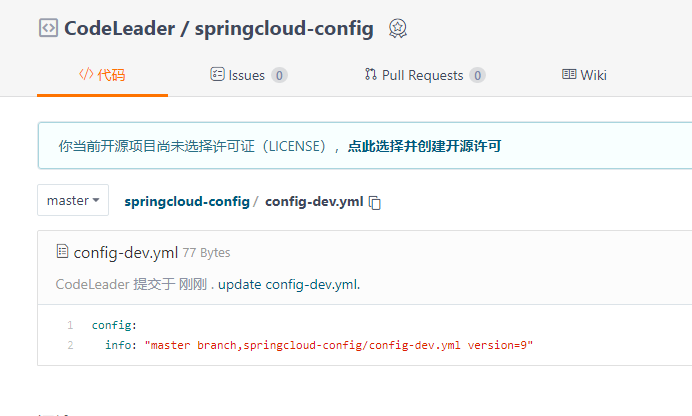 CodeLeader / springcloud-config
代码 Issues 0 Pull Requests 0 Wiki
你当前开源项目尚未选择许可证（LICENSE），点此选择并创建开源许可
master springcloud-config / config-dev.yml
config-dev.yml 77 Bytes
CodeLeader 提交于 刚刚 . update config-dev.yml.
1 config:
2 info: "master branch,springcloud-config/config-dev.yml version=9"